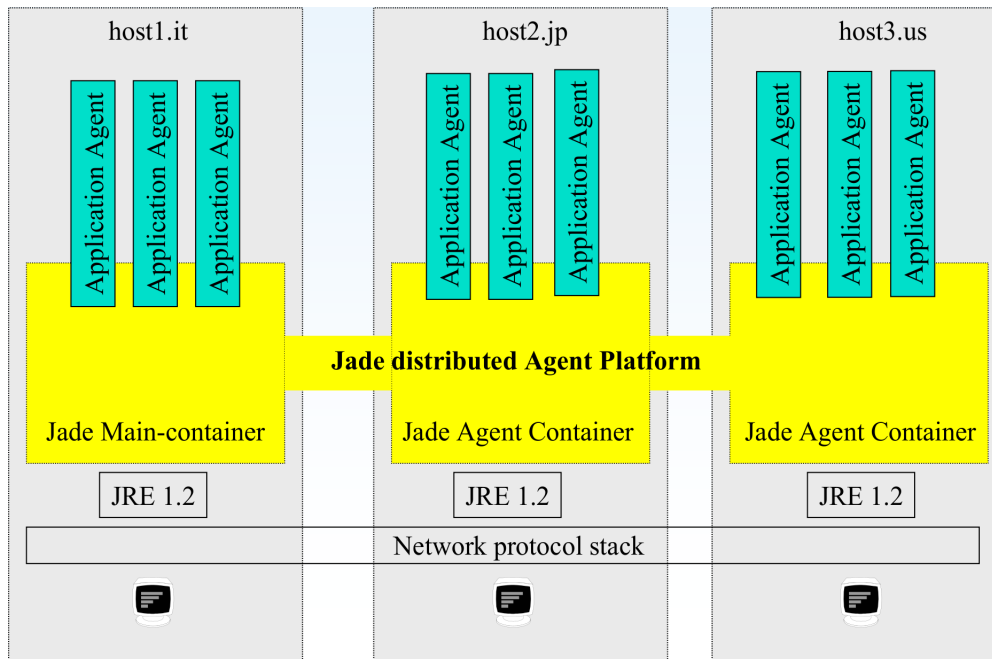 host1.it
host2.jp
host3.us
Application Agent
Application Agent
Application Agent
Application Agent
Application Agent
Application Agent
Application Agent
Application Agent
Application Agent
Jade distributed Agent Platform
Jade Main-container
Jade Agent Container
Jade Agent Container
JRE 1.2
JRE 1.2
JRE 1.2
Network protocol stack